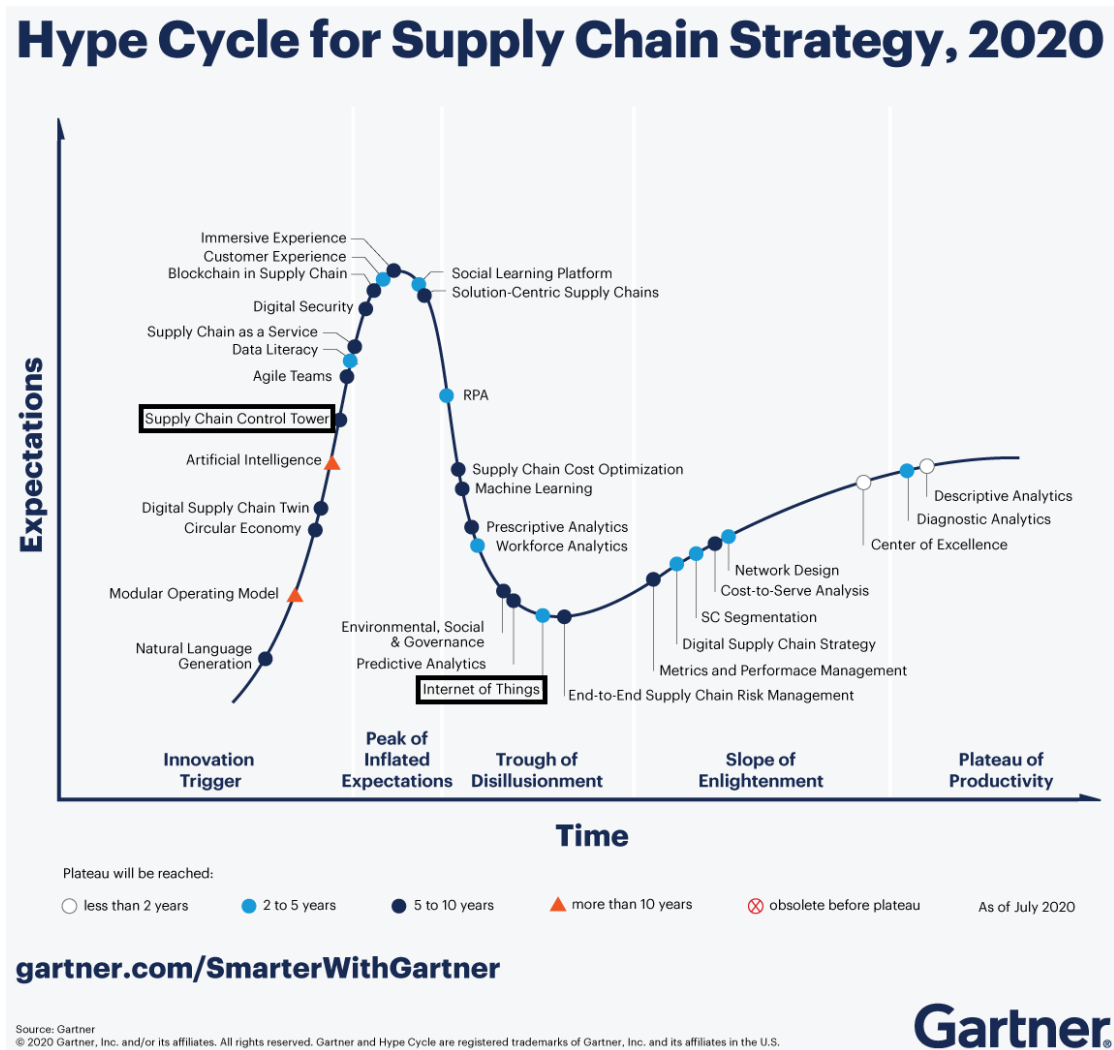 Hype Cycle for Supply Chain Strategy, 2020
Expectations
Immersive Experience
Customer Experience
Blockchain in Supply Chain
Digital Security
Supply Chain as a Service
Data Literacy
Agile Teams
Supply Chain Control Tower
Artificial Intelligence
Digital Supply Chain Twin
Circular Economy
Modular Operating Model
Natural Language
Generation
Social Learning Platform
Solution-Centric Supply Chains
RPA
Supply Chain Cost Optimization
Machine Learning
Prescriptive Analytics
Workforce Analytics
Environmental, Social
& Governance
Predictive Analytics
Internet of Things
End-to-End Supply Chain Risk Management
Metrics and Performace Management
Digital Supply Chain Strategy
SC Segmentation
Cost-to-Serve Analysis
Network Design
Center of Excellence
Diagnostic Analytics
Descriptive Analytics
Innovation
Trigger
Peak of
Inflated
Expectations
Trough of
Disillusionment
Slope of
Enlightenment
Plateau of
Productivity
Time
Plateau will be reached:
less than 2 years
2 to 5 years
5 to 10 years
more than 10 years
obsolete before plateau
As of July 2020
gartner.com/SmarterWithGartner
Source: Gartner
© 2020 Gartner, Inc. and/or its affiliates. All rights reserved. Gartner and Hype Cycle are registered trademarks of Gartner, Inc. and its affiliates in the U.S.
Gartner®